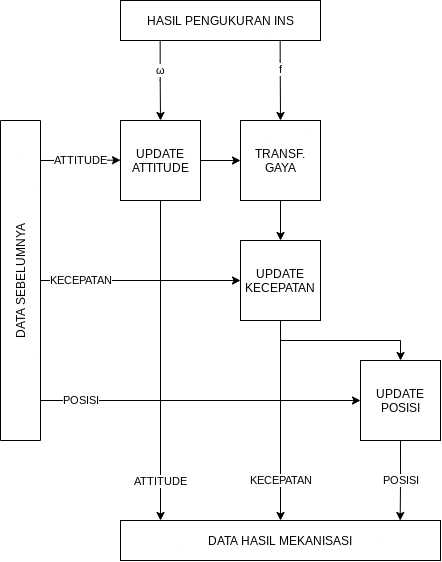 HASIL PENGUKURAN INS
ω
f
DATA SEBELUMNYA
ATTITUDE
UPDATE
ATTITUDE
TRANSF.
GAYA
KECEPATAN
UPDATE
KECEPATAN
POSISI
UPDATE
POSISI
ATTITUDE
KECEPATAN
POSISI
DATA HASIL MEKANISASI